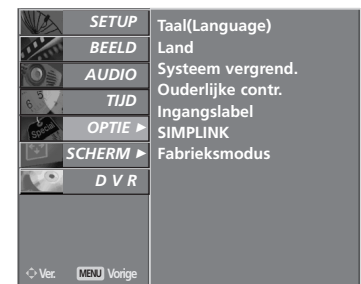 SETUP
BEELD
AUDIO
TIJD
OPTIE ►
SCHERM ►
D V R
Taal(Language)
Land
Systeem vergrend.
Ouderlijke contr.
Ingangslabel
SIMPLINK
Fabrieksmodus
Ver. MENU Vorige
Special